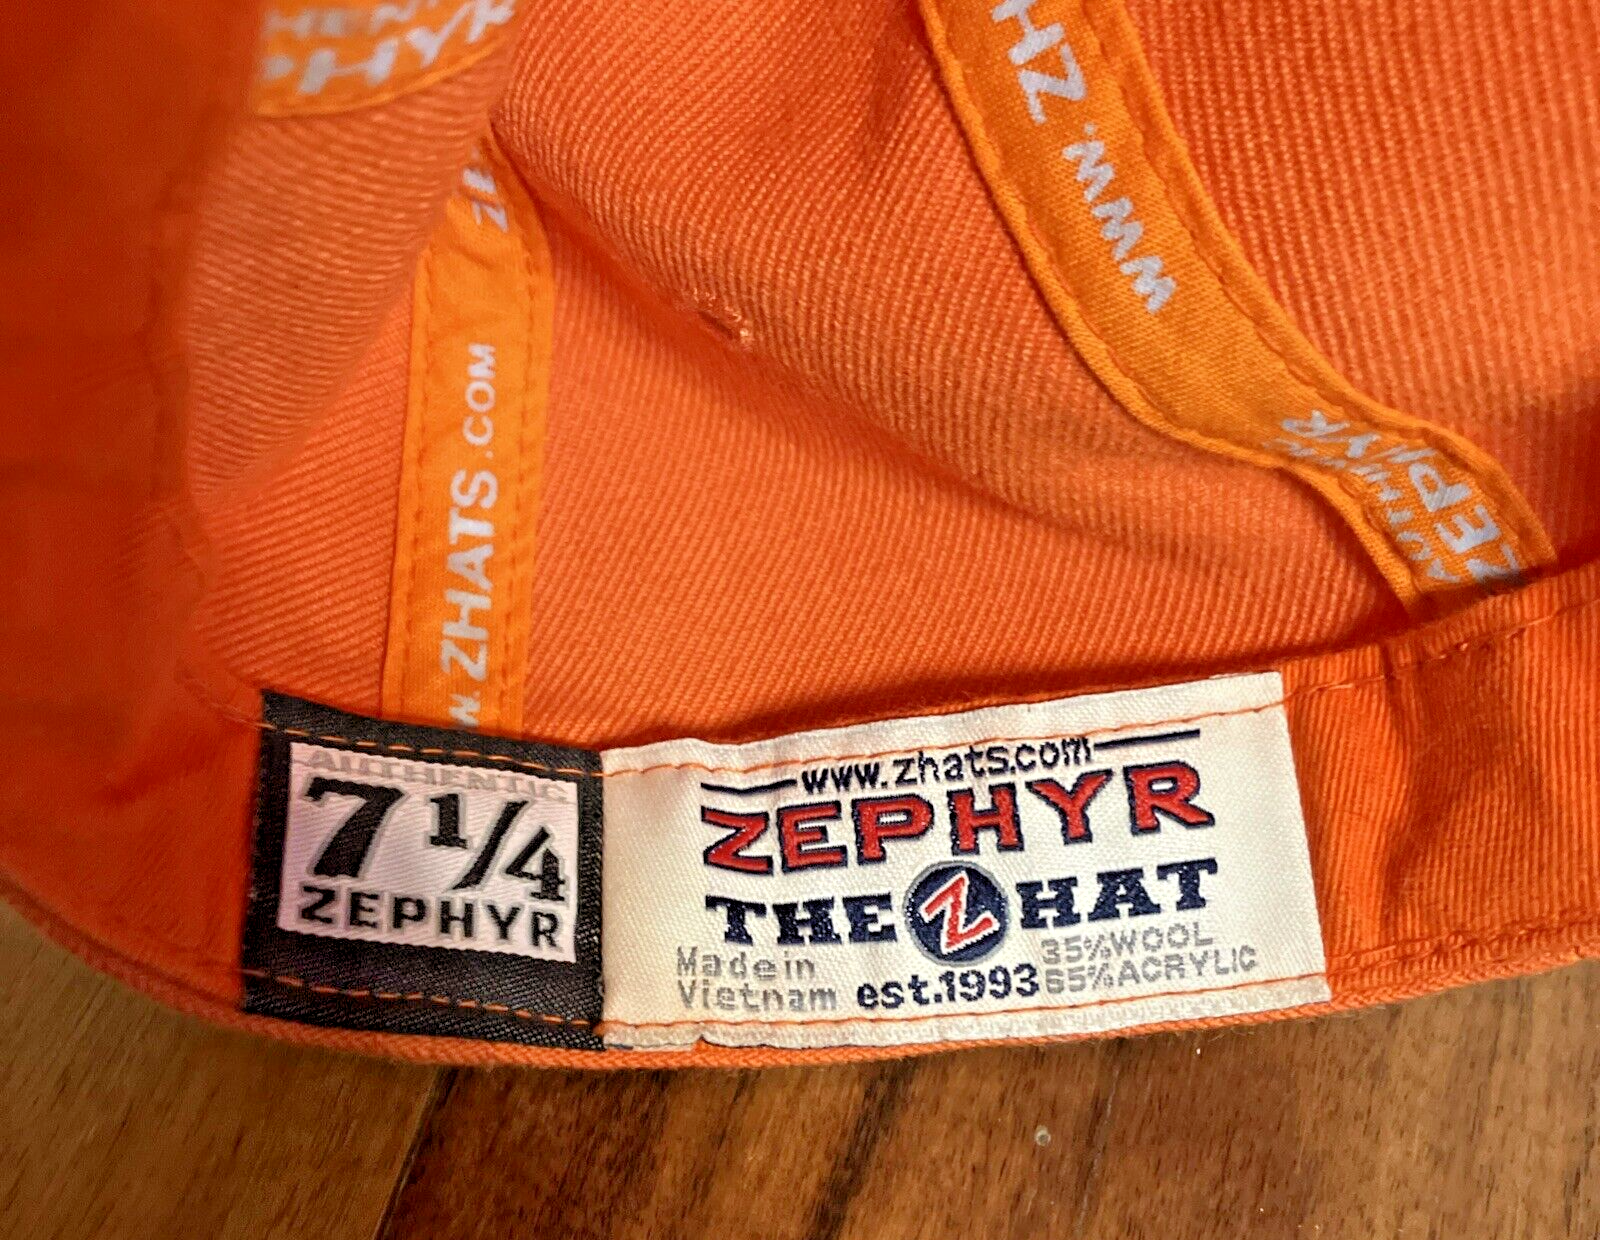 WWW.ZH
ZHATS.COM
ZEPHYR
AUTHENTIC
7 1/4
ZEPHYR
www.zhats.com
ZEPHYR
THE Z HAT
Made in
Vietnam
est.1993
35%WOOL
65%ACRYLIC